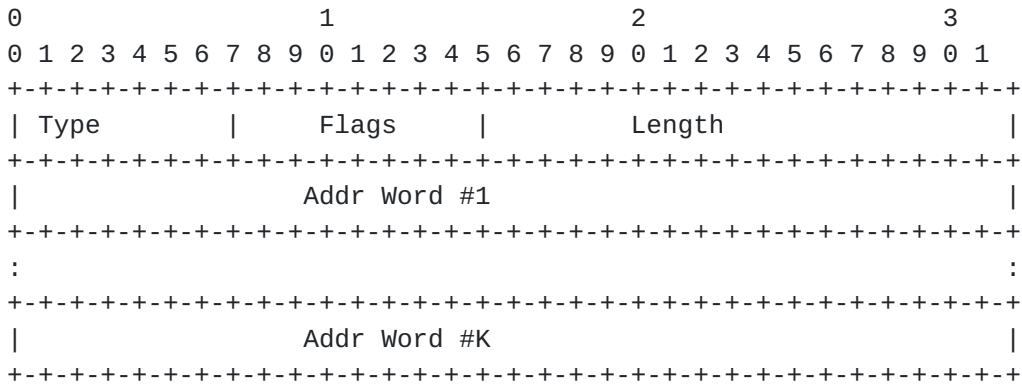 0                   1                   2                   3
0 1 2 3 4 5 6 7 8 9 0 1 2 3 4 5 6 7 8 9 0 1 2 3 4 5 6 7 8 9 0 1
+-+-+-+-+-+-+-+-+-+-+-+-+-+-+-+-+-+-+-+-+-+-+-+-+-+-+-+-+-+-+-+-+
| Type        |     Flags     |         Length                  |
+-+-+-+-+-+-+-+-+-+-+-+-+-+-+-+-+-+-+-+-+-+-+-+-+-+-+-+-+-+-+-+-+
|                  Addr Word #1                                 |
+-+-+-+-+-+-+-+-+-+-+-+-+-+-+-+-+-+-+-+-+-+-+-+-+-+-+-+-+-+-+-+-+
:                                                               :
+-+-+-+-+-+-+-+-+-+-+-+-+-+-+-+-+-+-+-+-+-+-+-+-+-+-+-+-+-+-+-+-+
|                  Addr Word #K                                 |
+-+-+-+-+-+-+-+-+-+-+-+-+-+-+-+-+-+-+-+-+-+-+-+-+-+-+-+-+-+-+-+-+